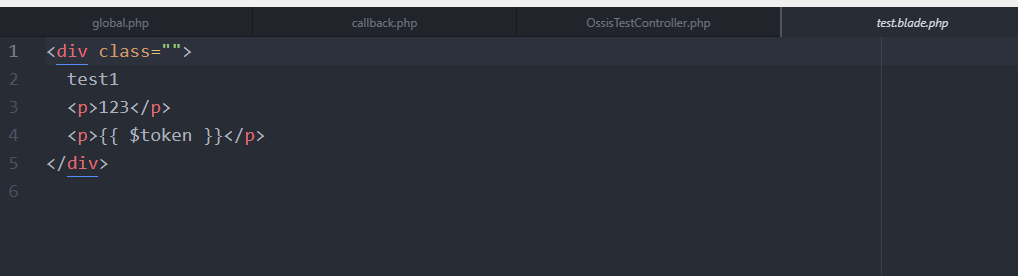 global.php callback.php OssisTestController.php test.blade.php
1 <div class="">
2   test1
3   <p>123</p>
4   <p>{{ $token }}</p>
5 </div>
6